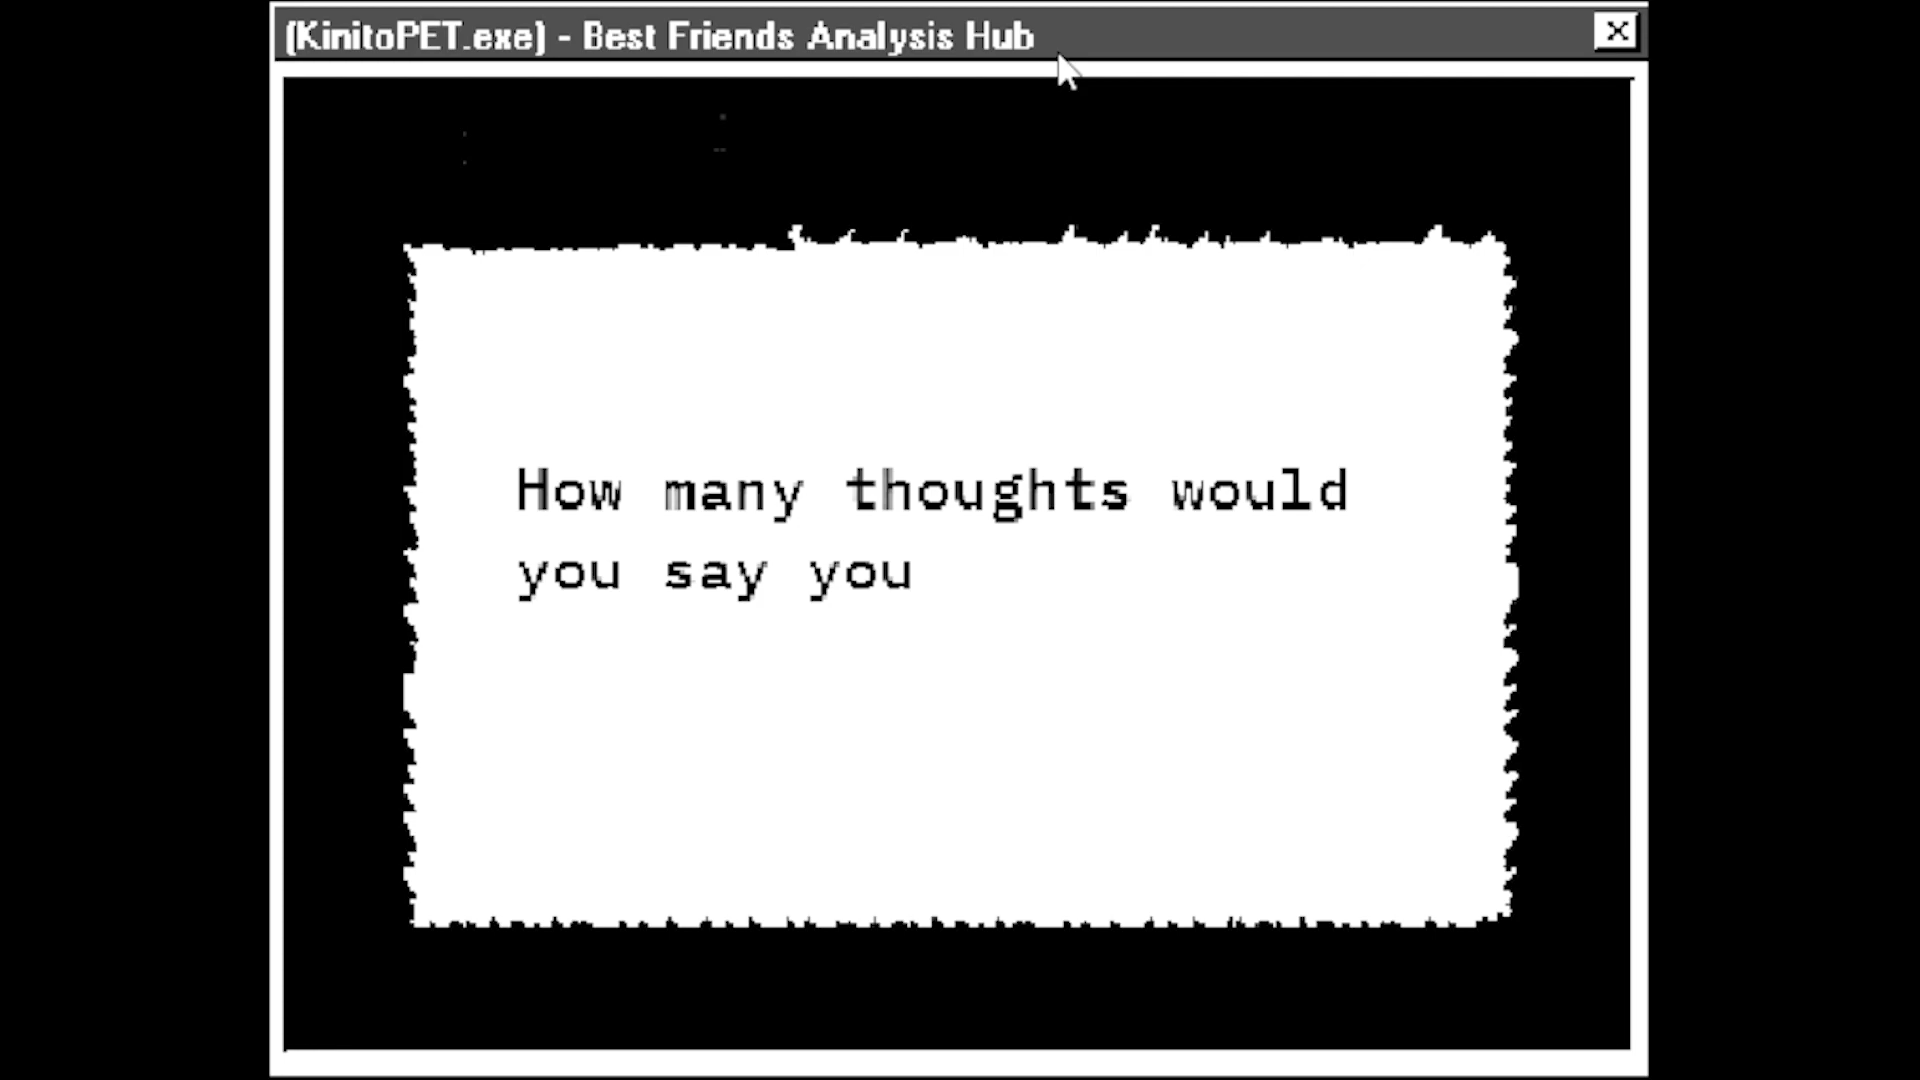 (KinitoPET.exe) - Best Friends Analysis Hub
How many thoughts would
you say you